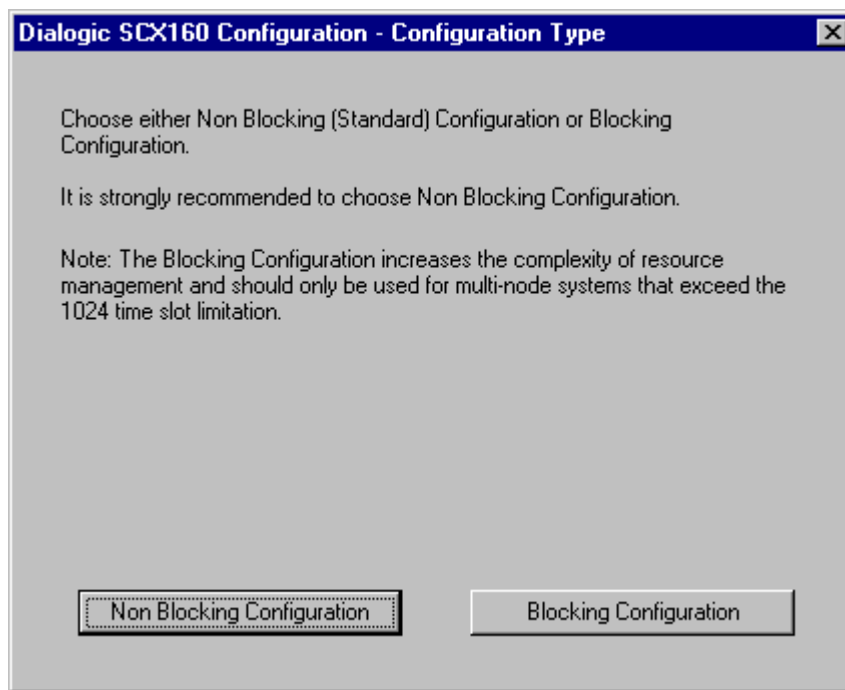 Dialogic SCX160 Configuration - Configuration Type
Choose either Non Blocking (Standard) Configuration or Blocking
Configuration.
It is strongly recommended to choose Non Blocking Configuration.
Note: The Blocking Configuration increases the complexity of resource
management and should only be used for multi-node systems that exceed the
1024 time slot limitation.
Non Blocking Configuration
Blocking Configuration